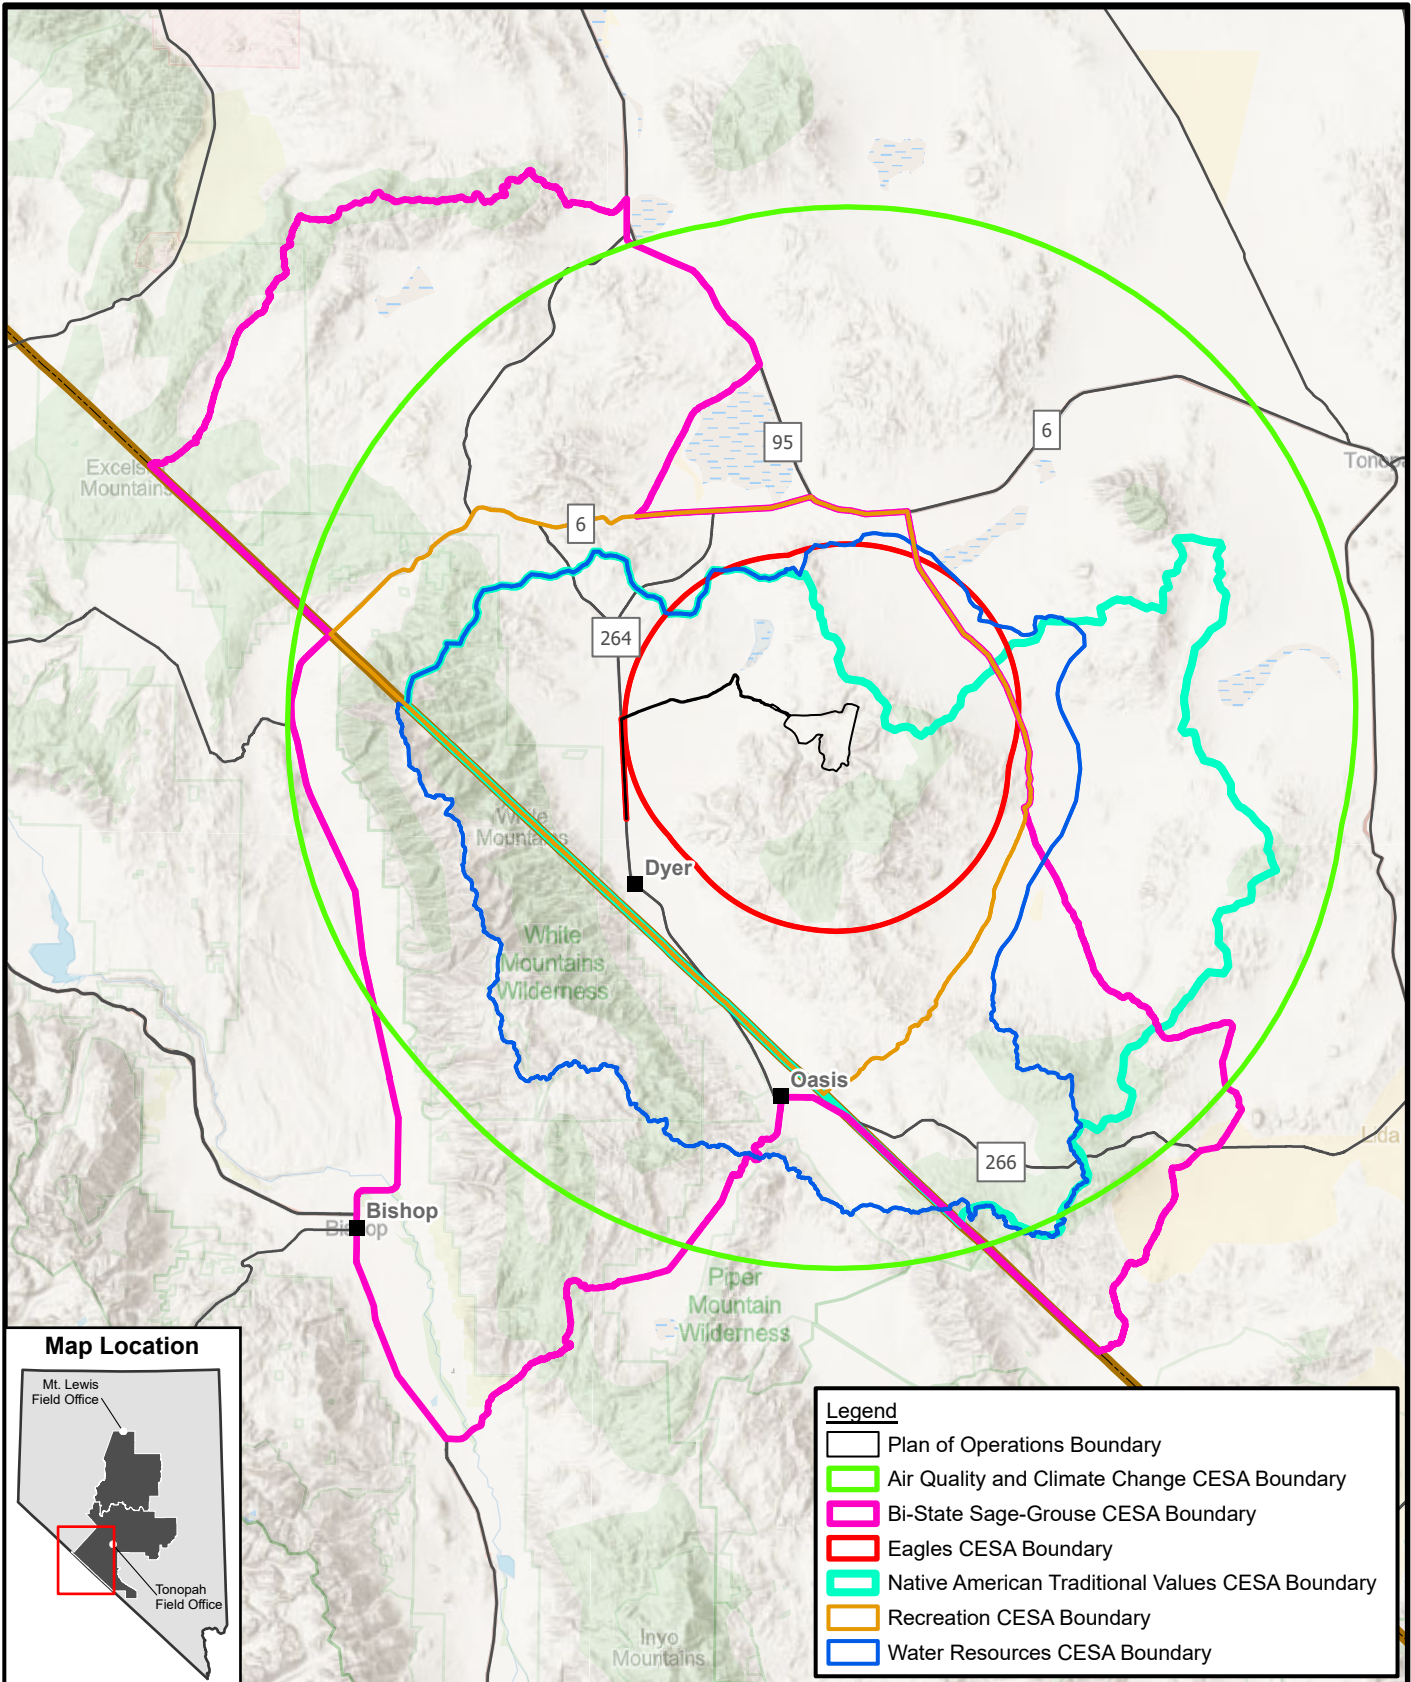 95
6
Tonop
Excels
Mountains
6
264
White
Mountains
Dyer
White
Mountains
Wilderness
Oasis
266
Lida
Bishop
Bishop
Piper
Mountain
Wilderness
Inyo
Mountains
Map Location
Mt. Lewis
Field Office
Tonopah
Field Office
Legend
Plan of Operations Boundary
Air Quality and Climate Change CESA Boundary
Bi-State Sage-Grouse CESA Boundary
Eagles CESA Boundary
Native American Traditional Values CESA Boundary
Recreation CESA Boundary
Water Resources CESA Boundary